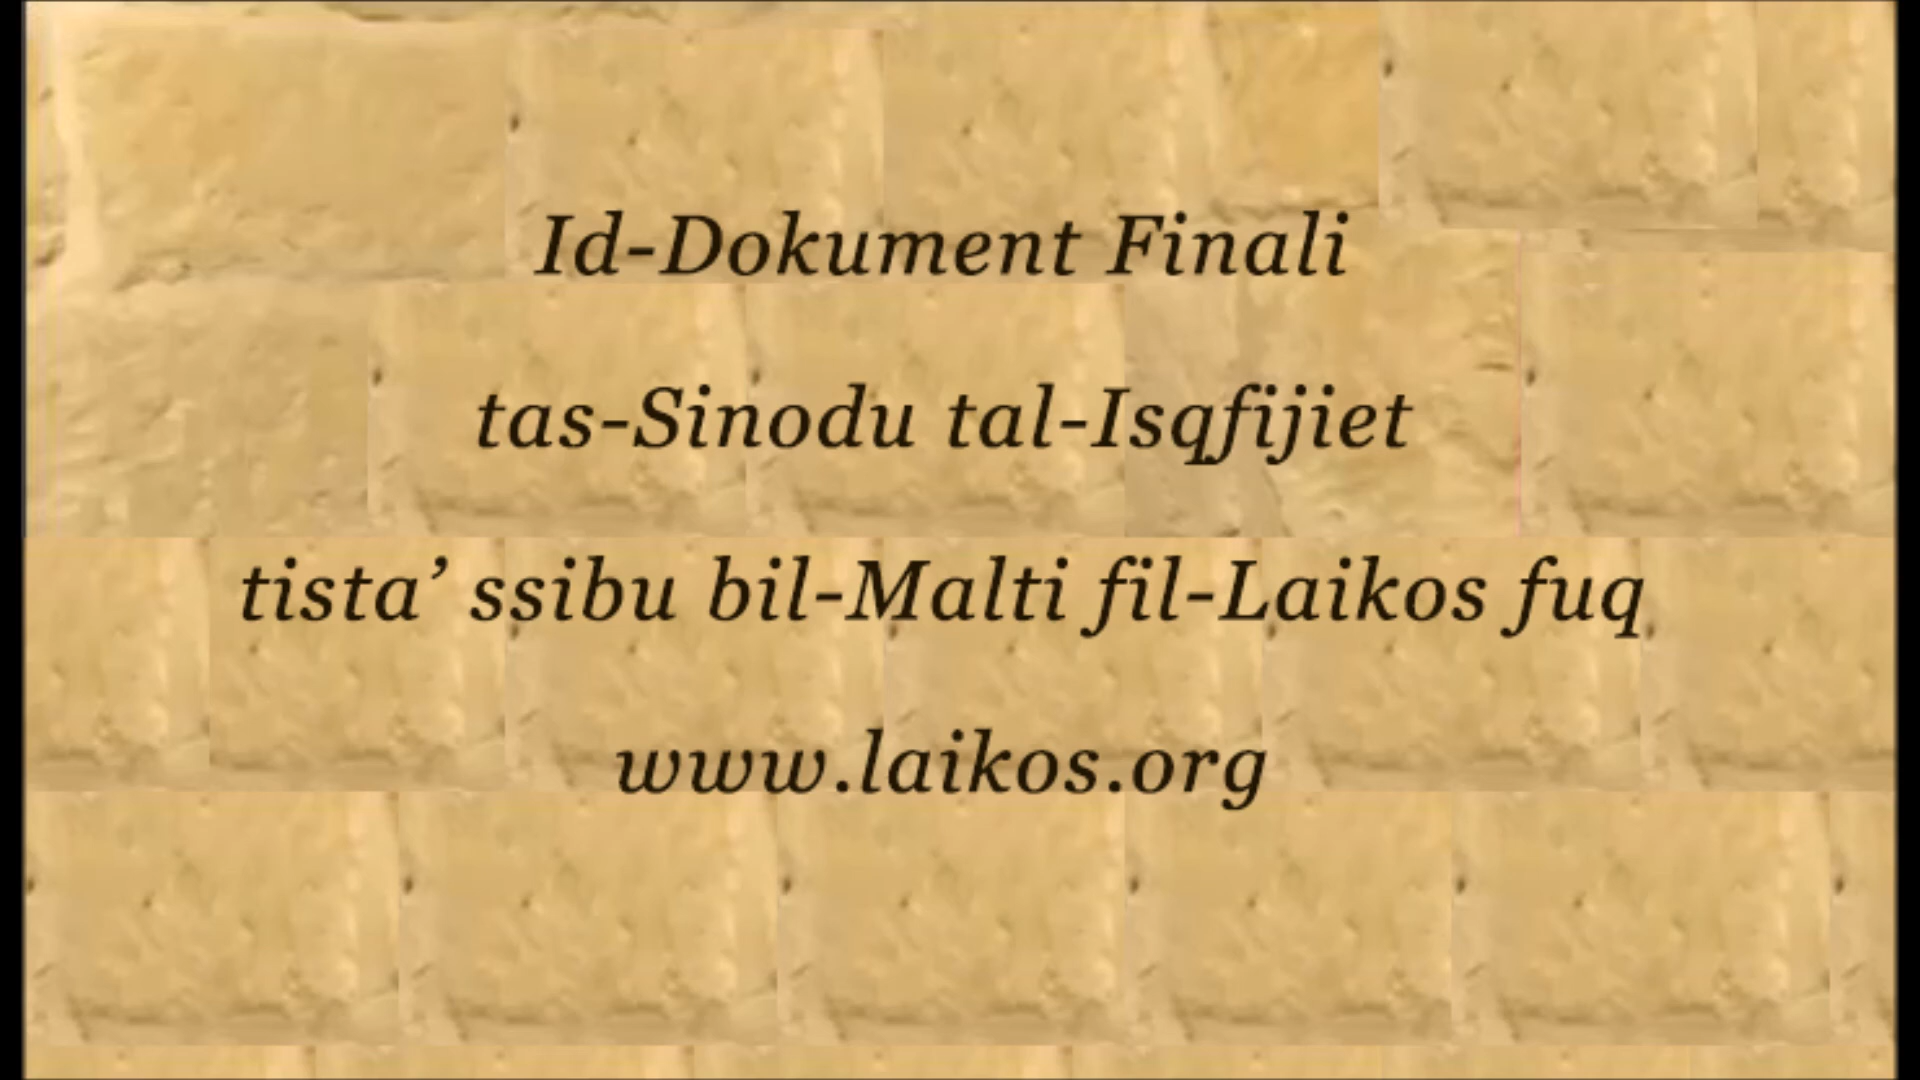 Id-Dokument Finali
tas-Sinodu tal-Isqfijiet
tista’ ssibu bil-Malti fil-Laikos fuq
www.laikos.org